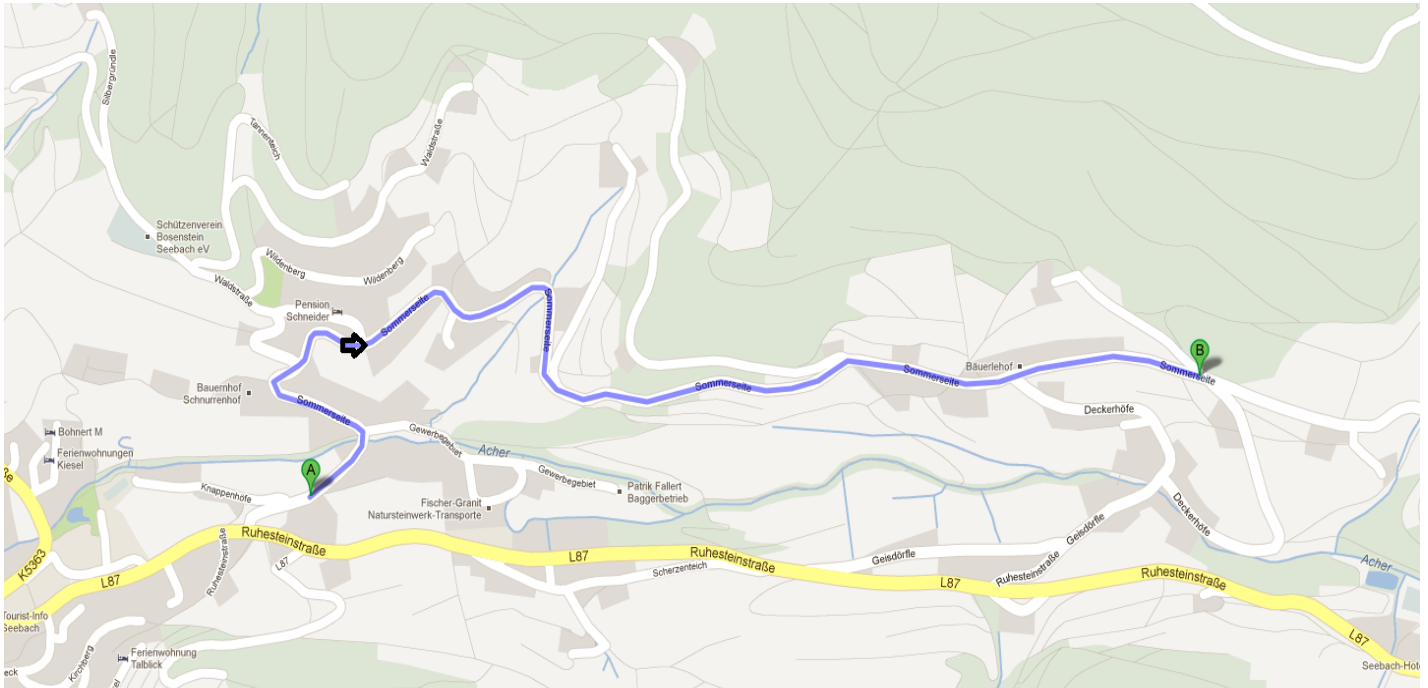 Silbergründle
Tannenteich
Waldstraße
Schützenverein
Bosenstein
Seebach eV
Wildenberg
Wildenberg
Waldstraße
Pension
Schneider
Sommerseite
Sommerseite
B
Bäuerlehof
Sommerseite
Sommerseite
Sommerseite
Bauernhof
Schnurrenhof
Sommerseite
Deckerhöfe
Bohnert M
Gewerbegebiet
Acher
Ferienwohnungen
Kiesel
A
Gewerbegebiet
Knappenhöfe
Patrik Fallert
Baggerbetrieb
Fischer-Granit
Natursteinwerk-Transporte
Deckerhöfe
Geisdörfle
Ruhesteinstraße
K5363
L87
Ruhesteinstraße
L87
Ruhesteinstraße
Geisdörfle
Scherzenteich
Ruhesteinstraße
L87
Ruhesteinstraße
Acher
L87
Tourist-Info
Seebach
L87
Kirchberg
Ferienwohnung
Talblick
Seebach-Hote